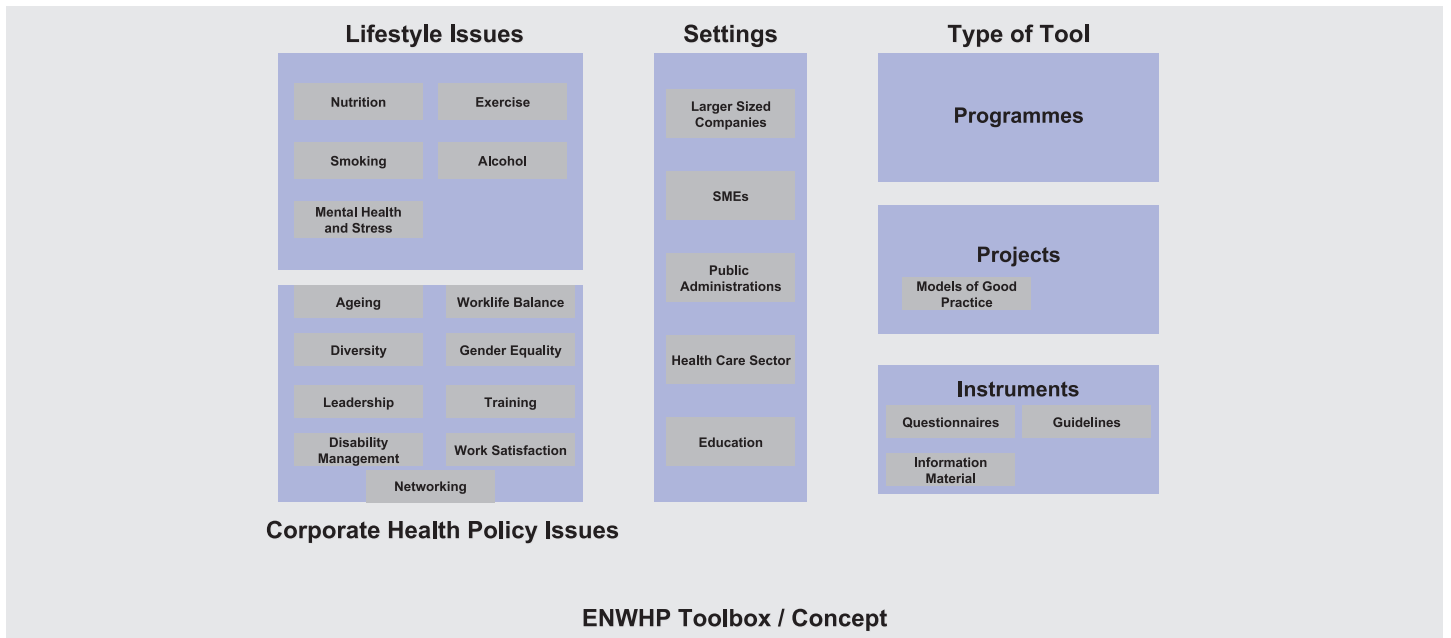 Lifestyle Issues
Nutrition
Exercise
Smoking
Alcohol
Mental Health
and Stress
Ageing
Worklife Balance
Diversity
Gender Equality
Leadership
Training
Disability
Management
Work Satisfaction
Networking
Corporate Health Policy Issues
Settings
Larger Sized
Companies
SMEs
Public
Administrations
Health Care Sector
Education
Type of Tool
Programmes
Projects
Models of Good
Practice
Instruments
Questionnaires
Guidelines
Information
Material
ENWHP Toolbox / Concept